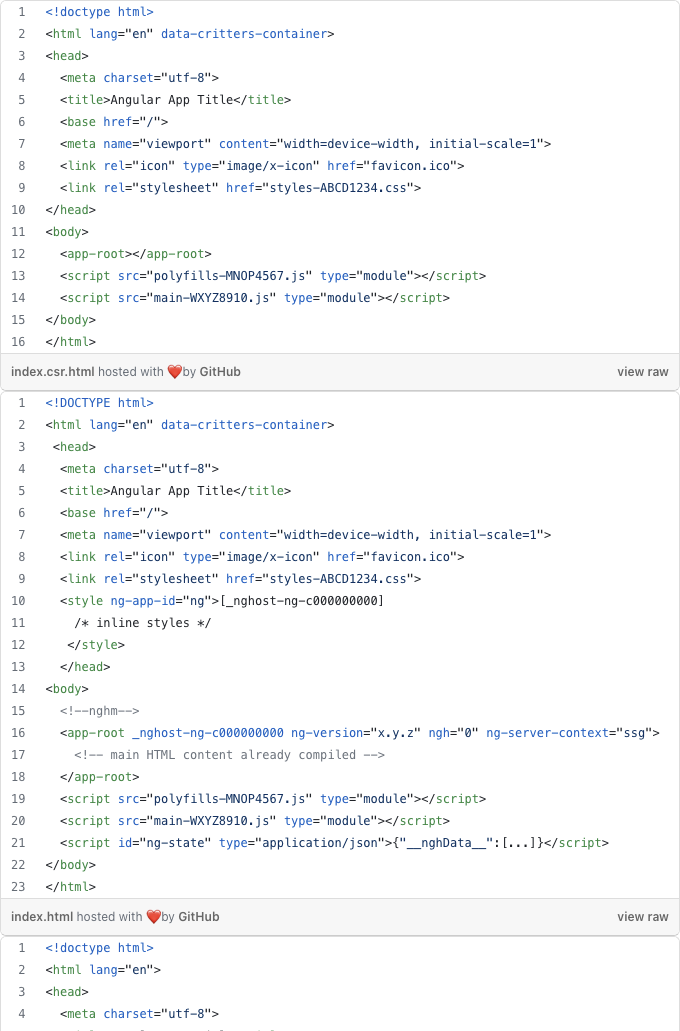 1 <!doctype html>
2 <html lang="en" data-critters-container>
3 <head>
4   <meta charset="utf-8">
5   <title>Angular App Title</title>
6   <base href="/">
7   <meta name="viewport" content="width=device-width, initial-scale=1">
8   <link rel="icon" type="image/x-icon" href="favicon.ico">
9   <link rel="stylesheet" href="styles-ABCD1234.css">
10 </head>
11 <body>
12   <app-root></app-root>
13   <script src="polyfills-MNOP4567.js" type="module"></script>
14   <script src="main-WXYZ8910.js" type="module"></script>
15 </body>
16 </html>
index.csr.html hosted with ❤️by GitHub view raw
1 <!DOCTYPE html>
2 <html lang="en" data-critters-container>
3  <head>
4   <meta charset="utf-8">
5   <title>Angular App Title</title>
6   <base href="/">
7   <meta name="viewport" content="width=device-width, initial-scale=1">
8   <link rel="icon" type="image/x-icon" href="favicon.ico">
9   <link rel="stylesheet" href="styles-ABCD1234.css">
10   <style ng-app-id="ng">[_nghost-ng-c000000000]
11     /* inline styles */
12    </style>
13   </head>
14 <body>
15   <!--nghm-->
16   <app-root _nghost-ng-c000000000 ng-version="x.y.z" ngh="0" ng-server-context="ssg">
17     <!-- main HTML content already compiled -->
18   </app-root>
19   <script src="polyfills-MNOP4567.js" type="module"></script>
20   <script src="main-WXYZ8910.js" type="module"></script>
21   <script id="ng-state" type="application/json">{"__nghData__":[...]}</script>
22 </body>
23 </html>
index.html hosted with ❤️by GitHub view raw
1 <!doctype html>
2 <html lang="en">
3 <head>
4   <meta charset="utf-8">